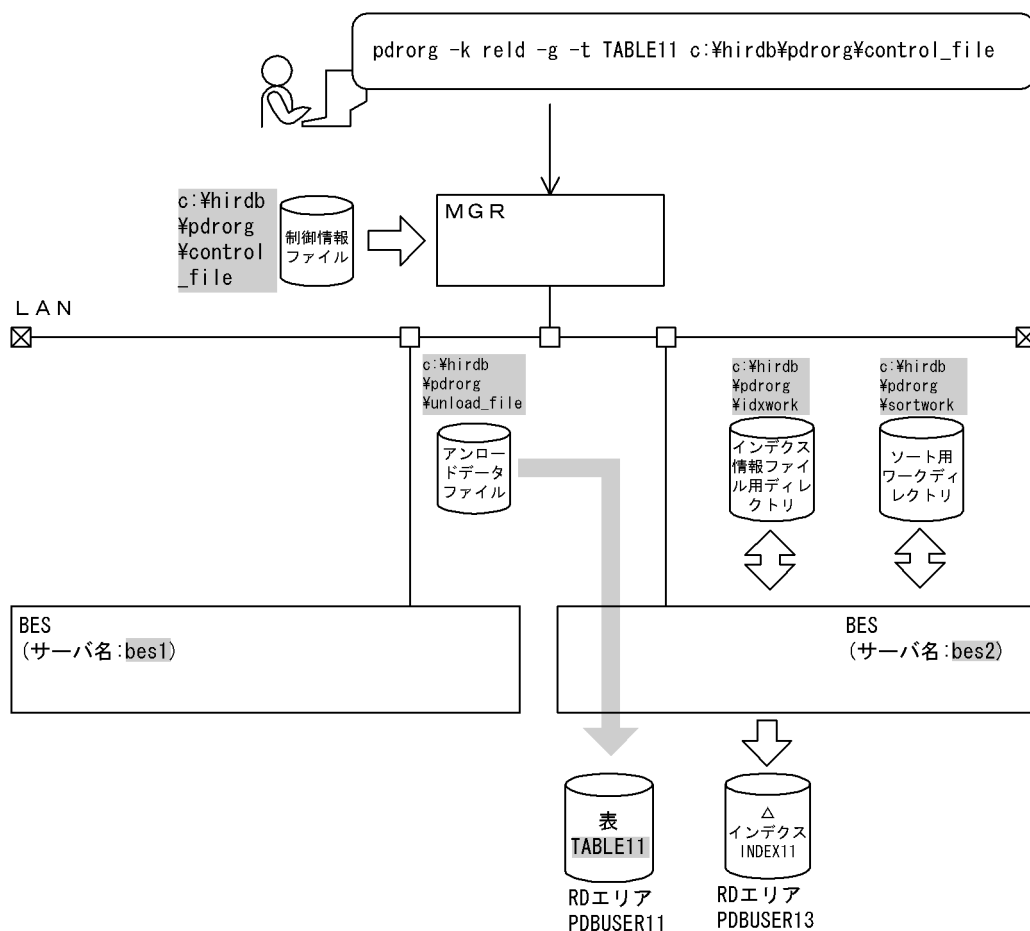 pdrorg -k reld -g -t TABLE11 c:¥hirdb¥pdrorg¥control_file
c:¥hirdb
¥pdrorg
¥control
_file
制御情報
ファイル
ＭＧＲ
ＬＡＮ
c:¥hirdb
¥pdrorg
¥unload_file
アンロー
ドデータ
ファイル
c:¥hirdb
¥pdrorg
¥idxwork
インデクス
情報ファイ
ル用ディレ
クトリ
c:¥hirdb
¥pdrorg
¥sortwork
ソート用
ワークディ
レクトリ
BES
(サーバ名:bes1)
BES
(サーバ名:bes2)
表
TABLE11
RDエリア
PDBUSER11
△
インデクス
INDEX11
RDエリア
PDBUSER13